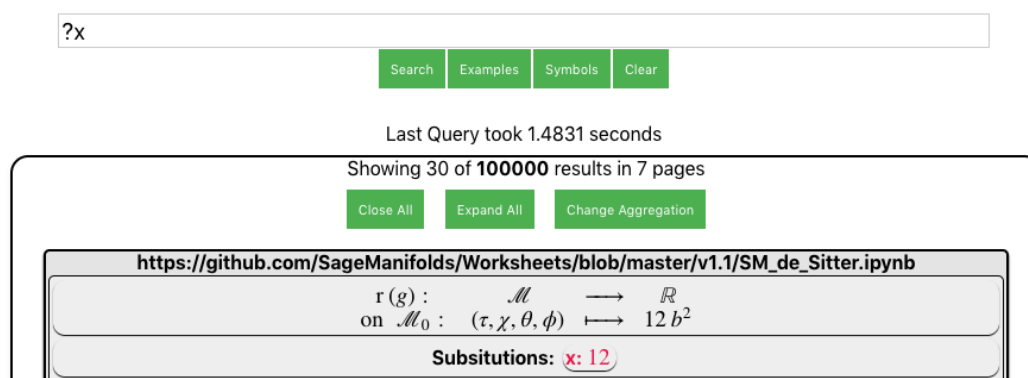 ?x
Search Examples Symbols Clear
Last Query took 1.4831 seconds
Showing 30 of 100000 results in 7 pages
Close All Expand All Change Aggregation
https://github.com/SageManifolds/Worksheets/blob/master/v1.1/SM_de_Sitter.ipynb
r (g) : ℳ ⟶ ℝ
on ℳ₀ : (τ, χ, θ, ϕ) ⟼ 12 b²
Subsitutions: x: 12